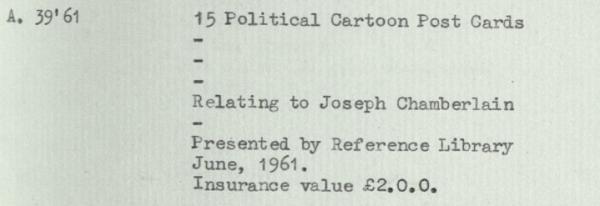 A. 39'61 15 Political Cartoon Post Cards
-
-
-
Relating to Joseph Chamberlain
-
Presented by Reference Library
June, 1961.
Insurance value £2.0.0.